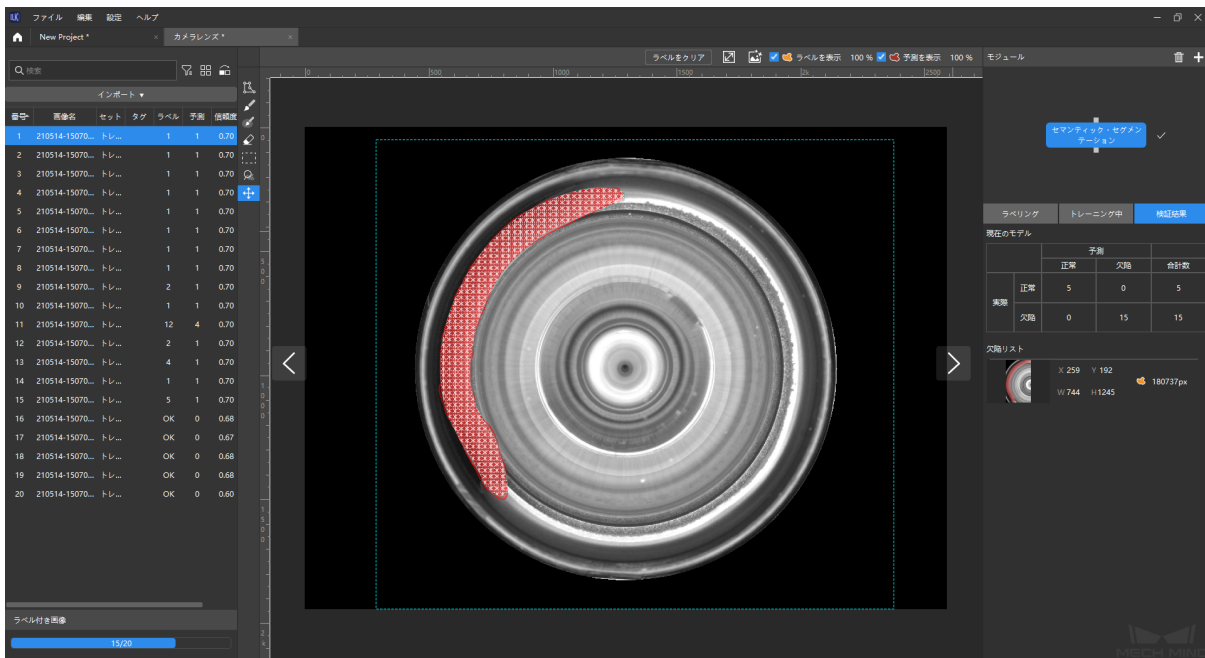 ファイル 編集 設定 ヘルプ
New Project * × カメラレンズ * ×
ラベルをクリア ラベルを表示 100 % 予測を表示 100 % モジュール
検索
インポート ▾
番号 画像名 セット タグ ラベル 予測 信頼度
1 210514-15070... トレ... 1 1 0.70
2 210514-15070... トレ... 1 1 0.70
3 210514-15070... トレ... 1 1 0.70
4 210514-15070... トレ... 1 1 0.70
5 210514-15070... トレ... 1 1 0.70
6 210514-15070... トレ... 1 1 0.70
7 210514-15070... トレ... 1 1 0.70
8 210514-15070... トレ... 1 1 0.70
9 210514-15070... トレ... 2 1 0.70
10 210514-15070... トレ... 1 1 0.70
11 210514-15070... トレ... 12 4 0.70
12 210514-15070... トレ... 2 1 0.70
13 210514-15070... トレ... 4 1 0.70
14 210514-15070... トレ... 1 1 0.70
15 210514-15070... トレ... 5 1 0.70
16 210514-15070... トレ... OK 0 0.68
17 210514-15070... トレ... OK 0 0.67
18 210514-15070... トレ... OK 0 0.68
19 210514-15070... トレ... OK 0 0.68
20 210514-15070... トレ... OK 0 0.60
ラベル付き画像
15/20
0 500 1000 1500 2k 2500
0
500
1000
1500
2k
セマンティック・セグメン
テーション
ラベリング トレーニング中 検証結果
現在のモデル
予測
正常 欠陥 合計数
実際
正常 5 0 5
欠陥 0 15 15
欠陥リスト
X 259 Y 192
W 744 H1245
180737px
MECH MIND